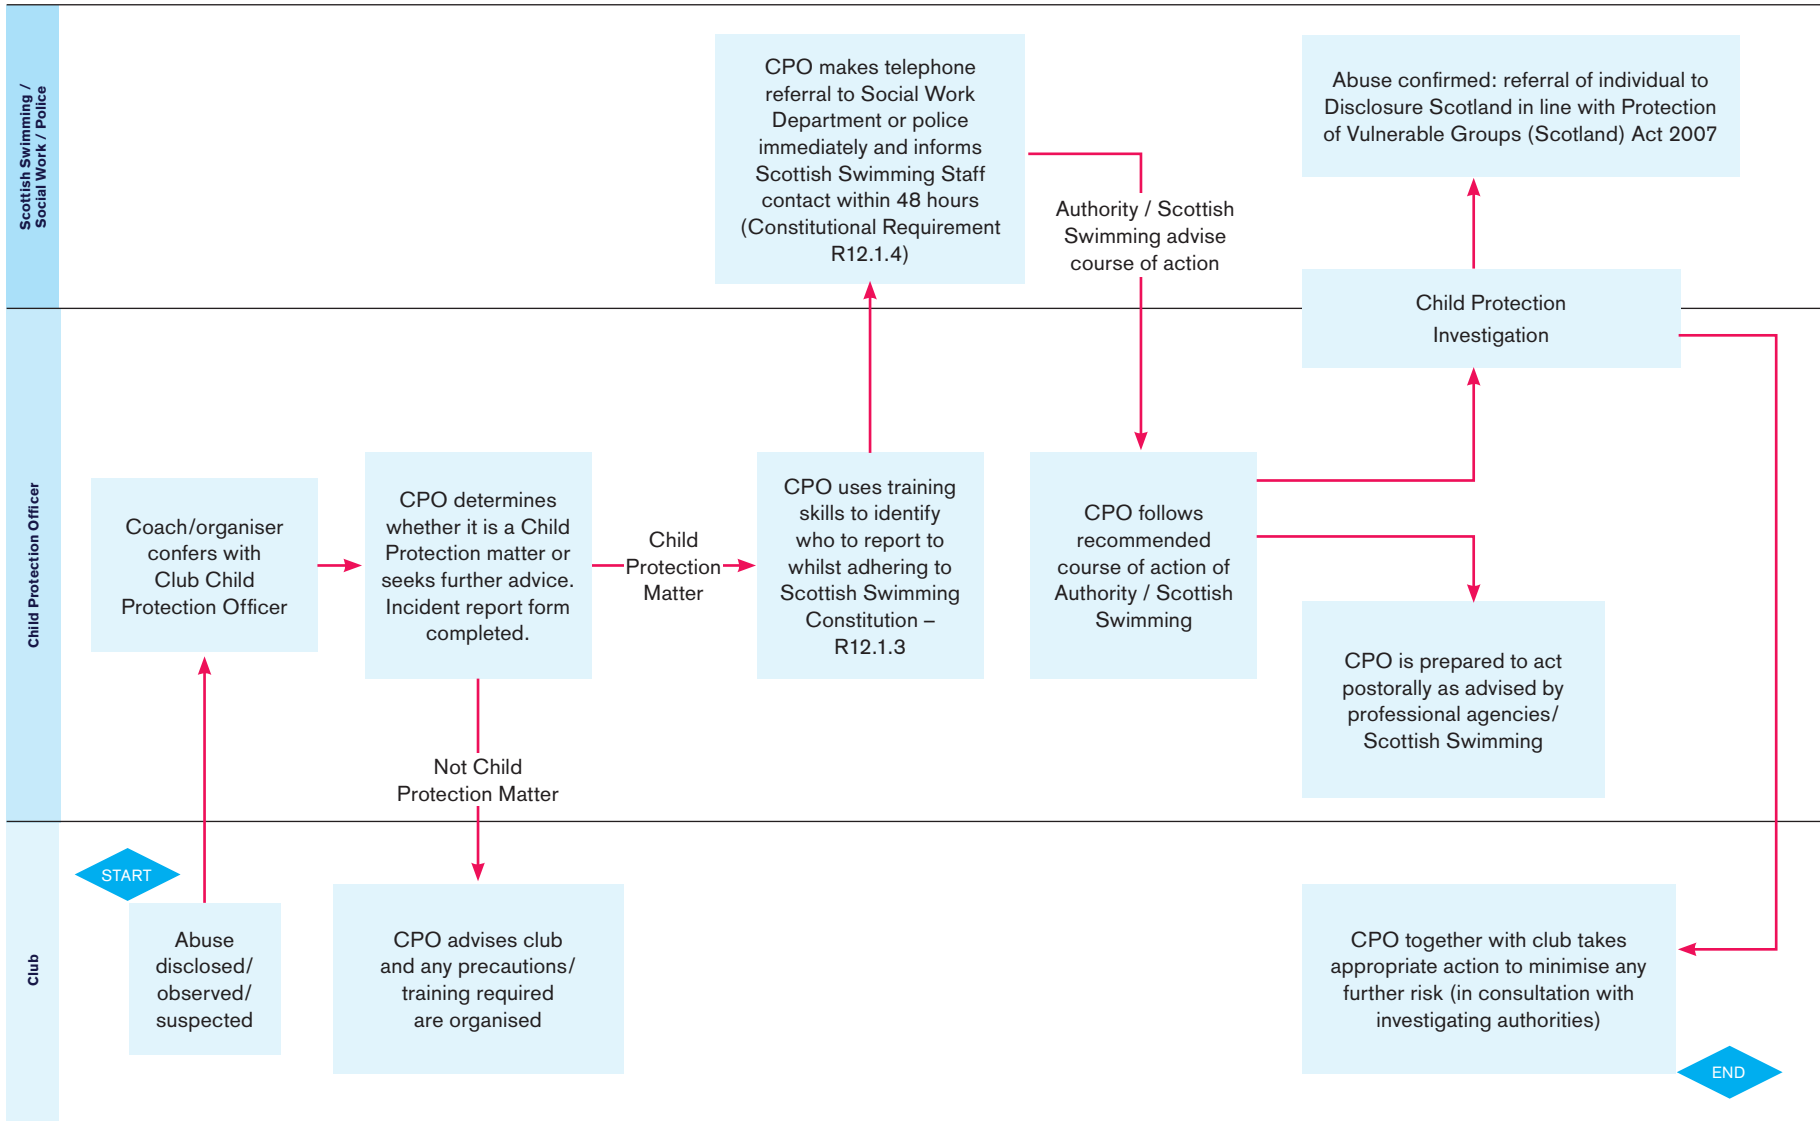 Scottish Swimming /
Social Work / Police
CPO makes telephone
referral to Social Work
Department or police
immediately and informs
Scottish Swimming Staff
contact within 48 hours
(Constitutional Requirement
R12.1.4)
Authority / Scottish
Swimming advise
course of action
Abuse confirmed: referral of individual to
Disclosure Scotland in line with Protection
of Vulnerable Groups (Scotland) Act 2007
Child Protection
Investigation
Child Protection Officer
Coach/organiser
confers with
Club Child
Protection Officer
CPO determines
whether it is a Child
Protection matter or
seeks further advice.
Incident report form
completed.
Child
Protection
Matter
CPO uses training
skills to identify
who to report to
whilst adhering to
Scottish Swimming
Constitution –
R12.1.3
CPO follows
recommended
course of action of
Authority / Scottish
Swimming
CPO is prepared to act
postorally as advised by
professional agencies/
Scottish Swimming
Not Child
Protection Matter
Club
START
Abuse
disclosed/
observed/
suspected
CPO advises club
and any precautions/
training required
are organised
CPO together with club takes
appropriate action to minimise any
further risk (in consultation with
investigating authorities)
END